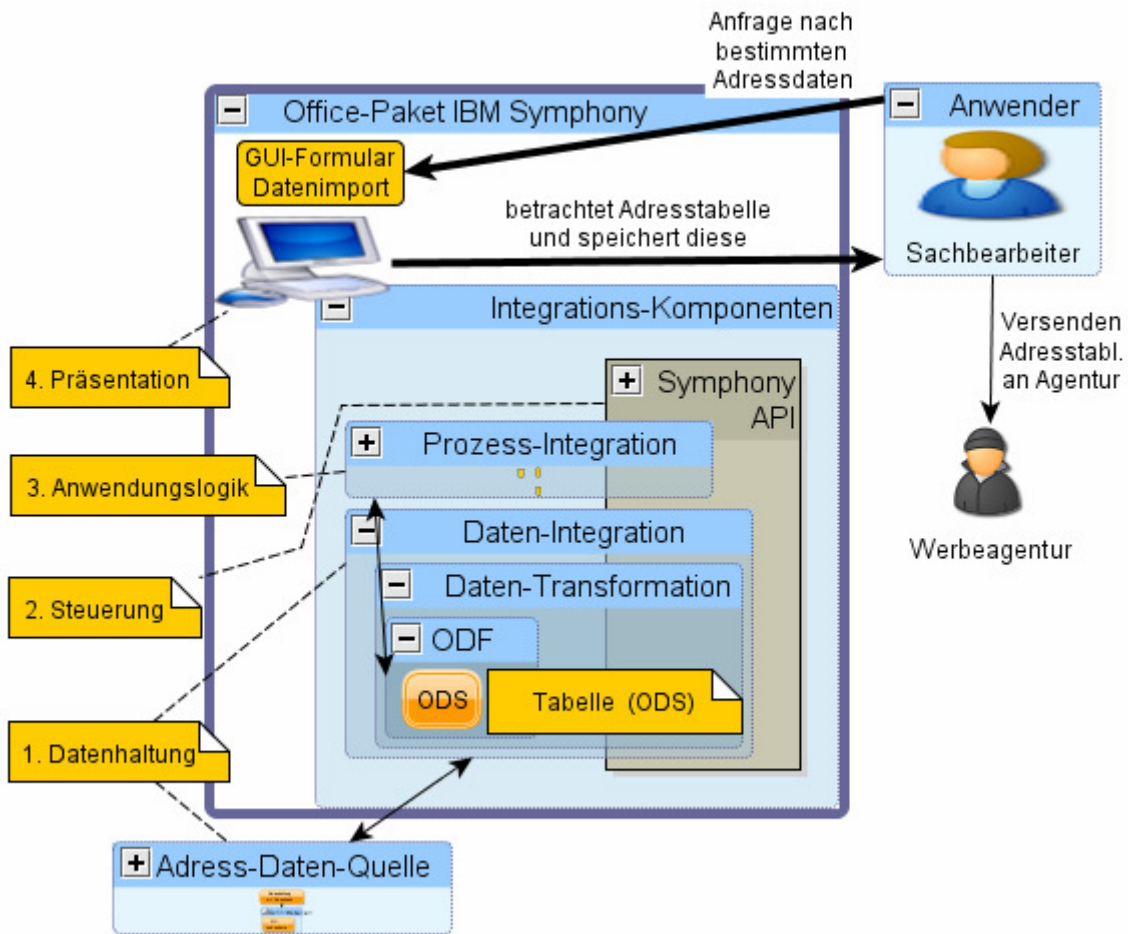 Anfrage nach
bestimmten
Adressdaten
Office-Paket IBM Symphony
Anwender
GUI-Formular
Datenimport
betrachtet Adresstabelle
und speichert diese
Sachbearbeiter
Integrations-Komponenten
Versenden
Adresstabl.
an Agentur
4. Präsentation
Symphony
API
Prozess-Integration
3. Anwendungslogik
Daten-Integration
Werbeagentur
Daten-Transformation
2. Steuerung
ODF
ODS
Tabelle (ODS)
1. Datenhaltung
Adress-Daten-Quelle